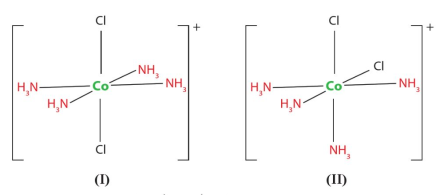 Cl
+
H₃N
NH₃
Co
NH₃
H₃N
Cl
(I)
Cl
+
Cl
H₃N
Co
NH₃
H₃N
NH₃
(II)